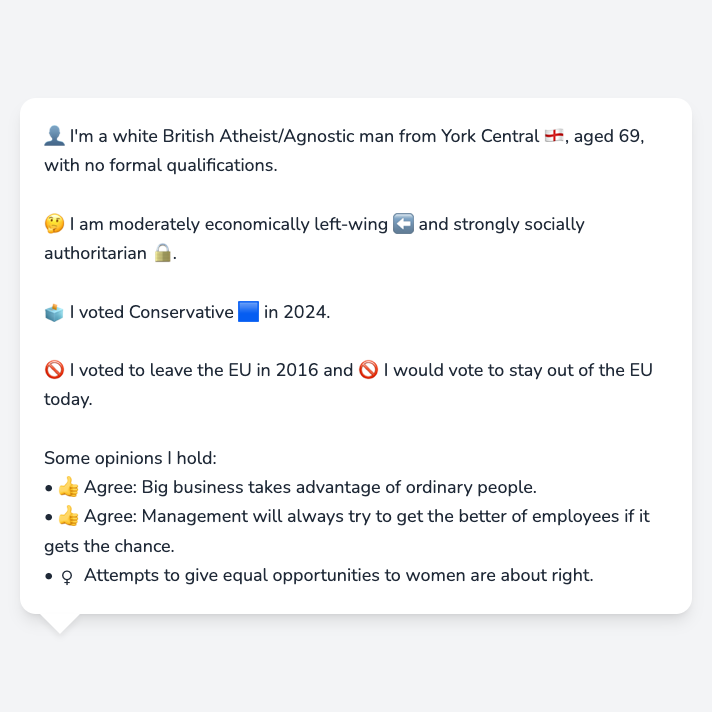 👤 I'm a white British Atheist/Agnostic man from York Central 🏴󠁧󠁢󠁥󠁮󠁧󠁿, aged 69,
with no formal qualifications.
🤔 I am moderately economically left-wing ⬅️ and strongly socially
authoritarian 🔒.
🗳️ I voted Conservative 🟦 in 2024.
🚫 I voted to leave the EU in 2016 and 🚫 I would vote to stay out of the EU
today.
Some opinions I hold:
• 👍 Agree: Big business takes advantage of ordinary people.
• 👍 Agree: Management will always try to get the better of employees if it
gets the chance.
• ♀ Attempts to give equal opportunities to women are about right.